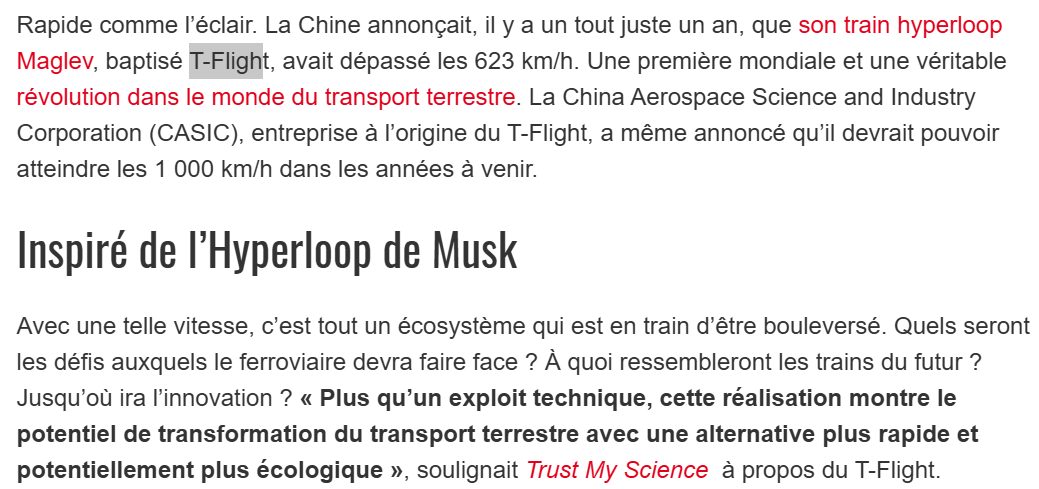 Rapide comme l’éclair. La Chine annonçait, il y a un tout juste un an, que son train hyperloop
Maglev, baptisé T-Flight, avait dépassé les 623 km/h. Une première mondiale et une véritable
révolution dans le monde du transport terrestre. La China Aerospace Science and Industry
Corporation (CASIC), entreprise à l’origine du T-Flight, a même annoncé qu’il devrait pouvoir
atteindre les 1 000 km/h dans les années à venir.
Inspiré de l’Hyperloop de Musk
Avec une telle vitesse, c’est tout un écosystème qui est en train d’être bouleversé. Quels seront
les défis auxquels le ferroviaire devra faire face ? À quoi ressembleront les trains du futur ?
Jusqu’où ira l’innovation ? « Plus qu’un exploit technique, cette réalisation montre le
potentiel de transformation du transport terrestre avec une alternative plus rapide et
potentiellement plus écologique », soulignait Trust My Science à propos du T-Flight.